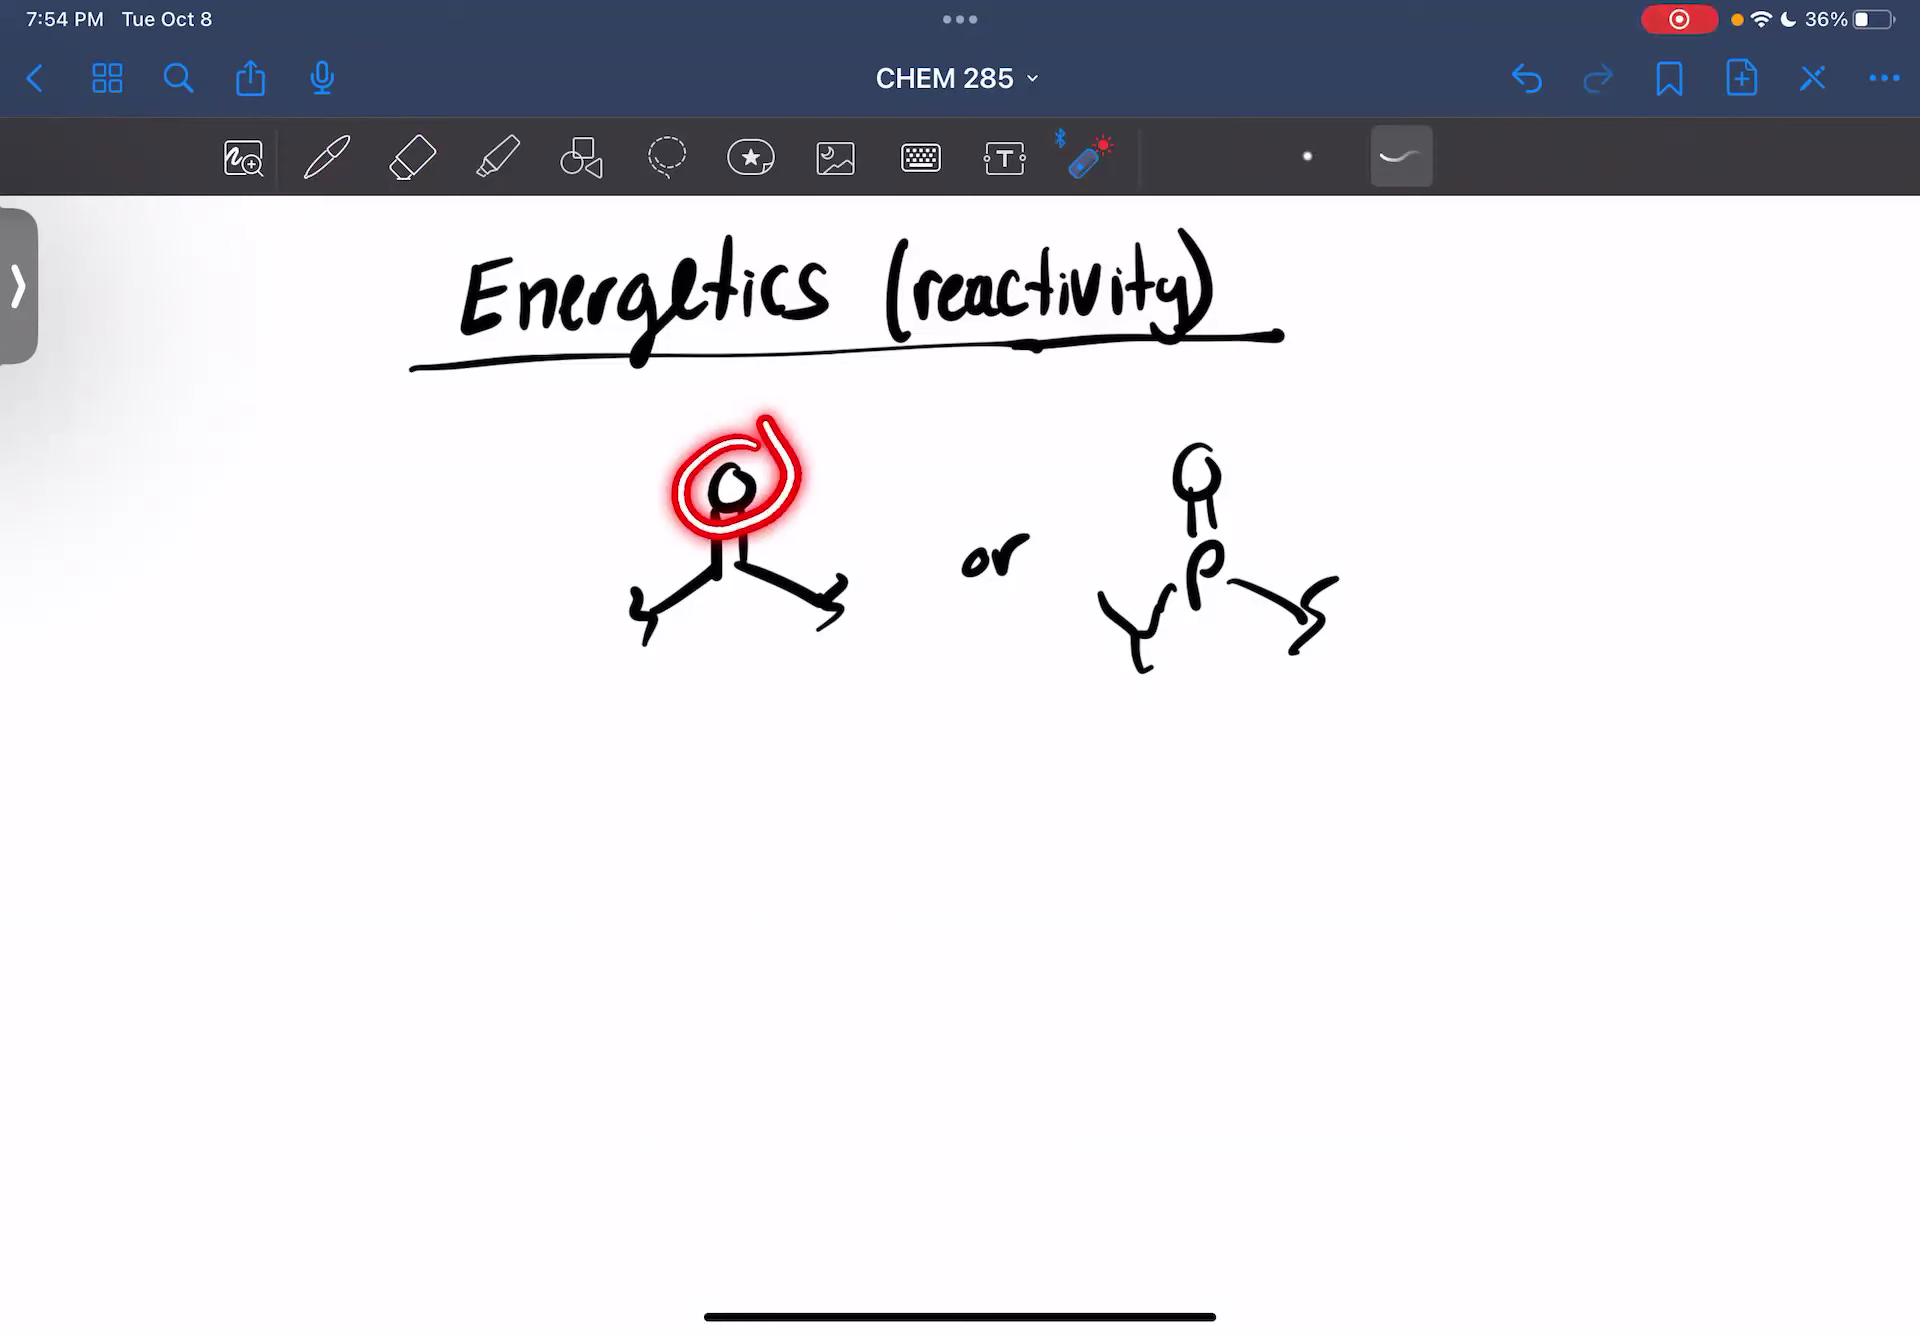 7:54 PM Tue Oct 8
36%
CHEM 285
T
Energetics (reactivity)
O
O
or
P